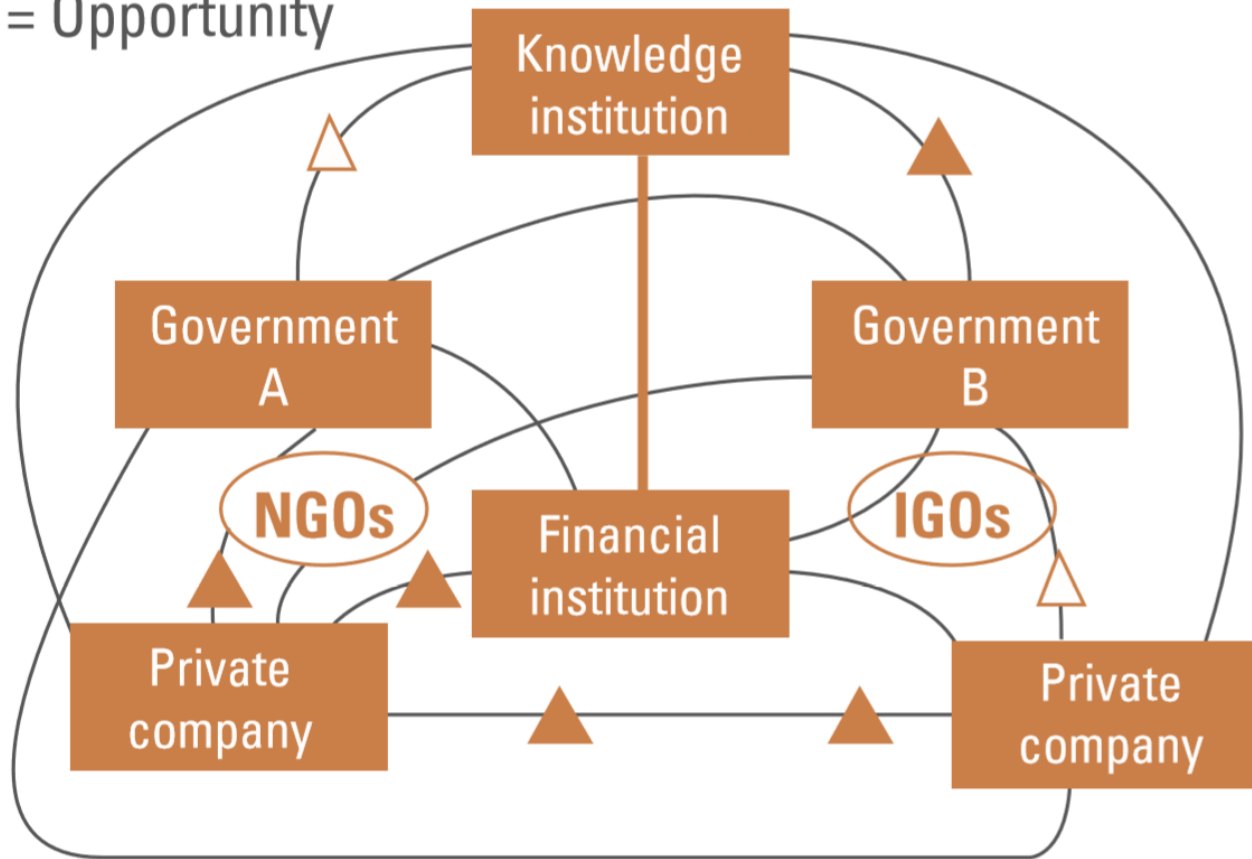 = Opportunity
Knowledge
institution
Government
A
Government
B
NGOs
IGOs
Financial
institution
Private
company
Private
company